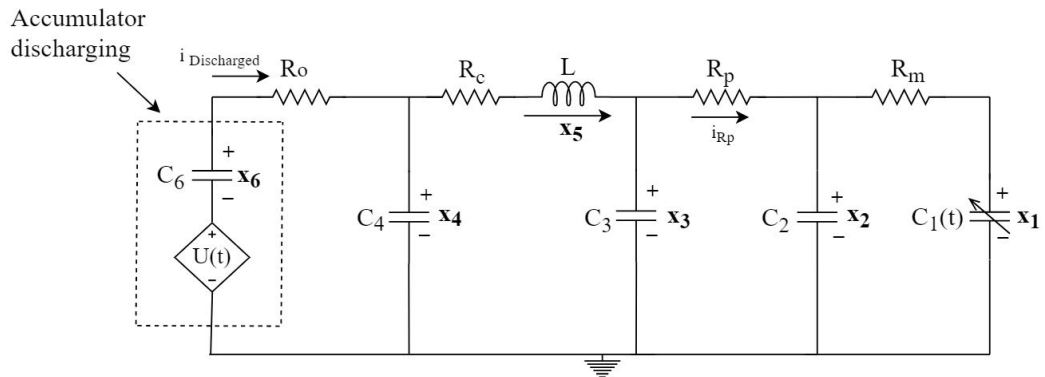 Accumulator
discharging
i Discharged
Ro
Rc
L
Rp
Rm
x5
iRp
+
C6
x6
−
+
U(t)
−
+
C4
x4
−
+
C3
x3
−
+
C2
x2
−
+
C1(t)
x1
−